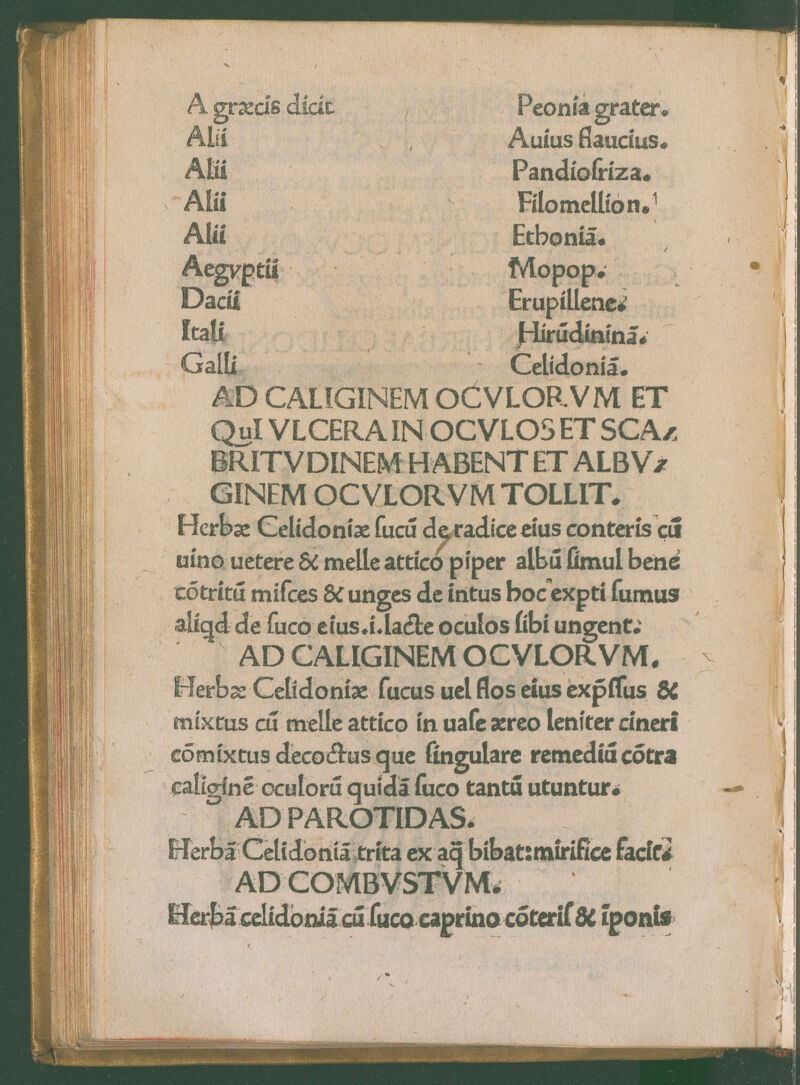 A græcis dicit Peonia grater.
Alii Auius flaucius.
Alii Pandiosriza.
Alii Filomellion.
Alii Ethoniā.
Aegyptii Mopop.
Dacii Erupillene.
Itali Hirūdininā.
Galli Celidoniā.
AD CALIGINEM OCVLORVM ET
QuI VLCERA IN OCVLOS ET SCA⸗
BRITVDINEM HABENT ET ALBV⸗
GINEM OCVLORVM TOLLIT.
Herbæ Celidoniæ ſucū de radice eius conteris cū
uino uetere & melle attico piper albū ſimul bene
cōtritū miſces & unges de intus hoc expti ſumus
aliqd de ſuco eius.i.lacte oculos ſibi ungent.
AD CALIGINEM OCVLORVM.
Herbæ Celidoniæ ſucus uel flos eius exp̄ſſus &
mixtus cū melle attico in uaſe æreo leniter cineri
cōmixtus decoctus que ſingulare remediū cōtra
caliginē oculorū quidā ſuco tantū utuntur.
AD PAROTIDAS.
Herbā Celidoniā trita ex aq̄ bibat:mirifice facit.
AD COMBVSTVM.
Herbā celidoniā cū ſuco caprino cōteriſ & īponis